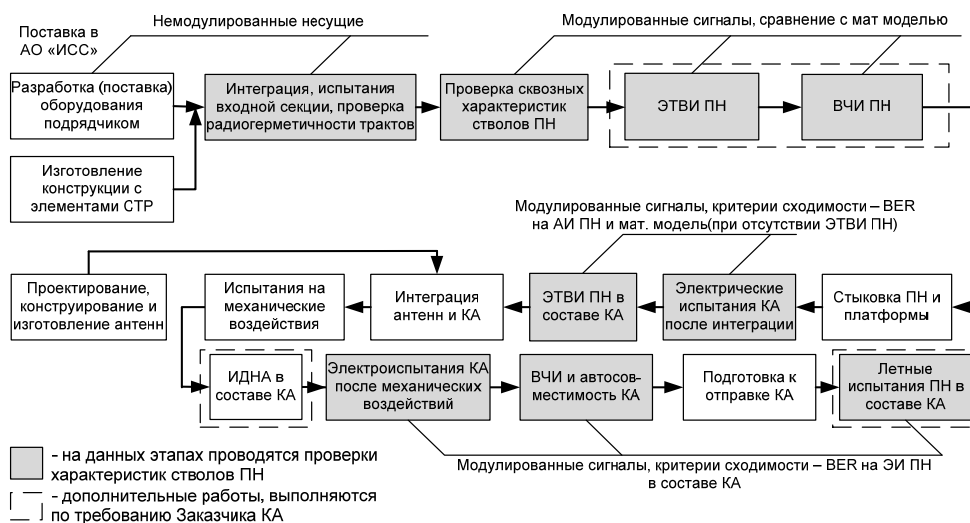 Немодулированные несущие
Модулированные сигналы, сравнение с мат моделью
Поставка в
АО «ИСС»
Разработка (поставка)
оборудования
подрядчиком
Интеграция, испытания
входной секции, проверка
радиогерметичности трактов
Проверка сквозных
характеристик
стволов ПН
ЭТВИ ПН
ВЧИ ПН
Изготовление
конструкции с
элементами СТР
Модулированные сигналы, критерии сходимости – BER
на АИ ПН и мат. модель(при отсутствии ЭТВИ ПН)
Проектирование,
конструирование и
изготовление антенн
Испытания на
механические
воздействия
Интеграция
антенн и КА
ЭТВИ ПН в
составе КА
Электрические
испытания КА
после интеграции
Стыковка ПН и
платформы
ИДНА в
составе КА
Электроиспытания КА
после механических
воздействий
ВЧИ и автосов-
местимость КА
Подготовка к
отправке КА
Летные
испытания ПН в
составе КА
- на данных этапах проводятся проверки
характеристик стволов ПН
Модулированные сигналы, критерии сходимости – BER на ЭИ ПН
в составе КА
- дополнительные работы, выполняются
по требованию Заказчика КА